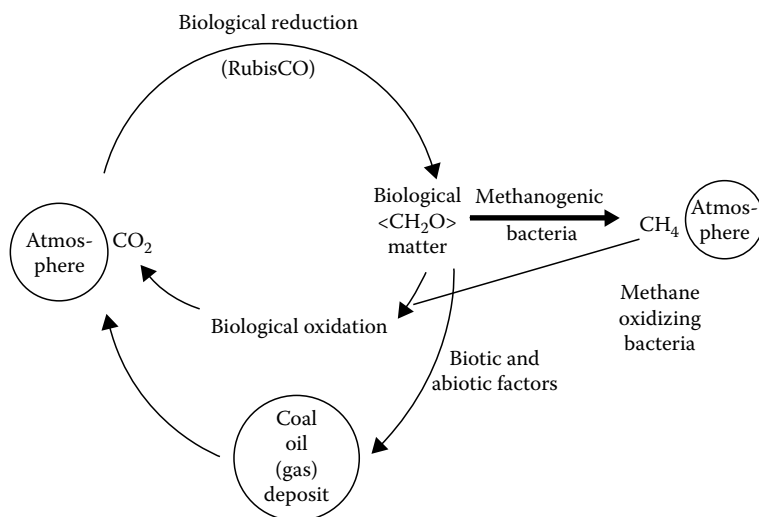 Biological reduction
(RubisCO)
Biological
<CH₂O>
matter
Methanogenic
bacteria
CH₄
Atmos-
phere
Atmos-
phere
CO₂
Biological oxidation
Methane
oxidizing
bacteria
Biotic and
abiotic factors
Coal
oil
(gas)
deposit